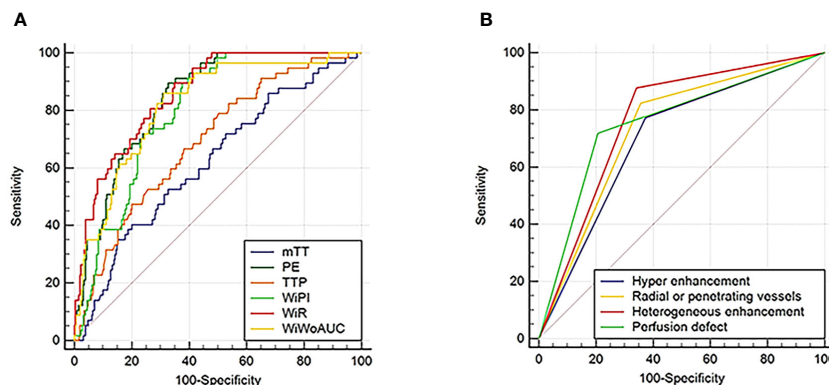 A
B
100
80
60
40
20
0
Sensitivity
0
20
40
60
80
100
100-Specificity
mTT
PE
TTP
WiPI
WiR
WiWoAUC
100
80
60
40
20
0
Sensitivity
0
20
40
60
80
100
100-Specificity
Hyper enhancement
Radial or penetrating vessels
Heterogeneous enhancement
Perfusion defect